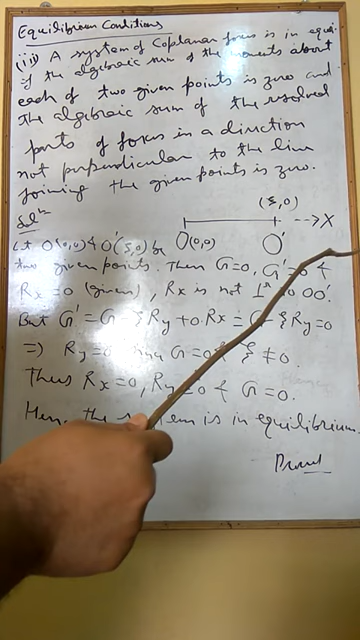 Equilibrium Conditions
(iii) A system of Coplanar forces is in equi.
if the algebraic sum of the moments about
each of two given points is zero and
the algebraic sum of the resolved
parts of forces in a direction
not perpendicular to the line
joining the given points is zero.
(ξ,0)
Sol^n
--> X
Let O(0,0) & O'(ξ,0) be O(0,0) O'
two given points. Then G=0, G'=0 &
Rx=0 (given), Rx is not ⊥ to OO'.
But G'=G- ξRy + 0.Rx = ξRy=0
=> Ry= G=0 & ξ≠0.
Thus Rx=0, Ry=0 & G=0.
the system is in equilibrium.
Proved